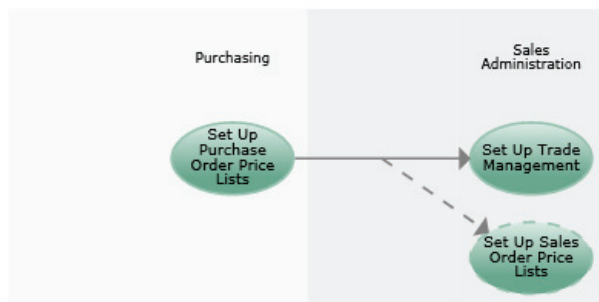 Purchasing
Sales
Administration
Set Up
Purchase
Order Price
Lists
Set Up Trade
Management
Set Up Sales
Order Price
Lists